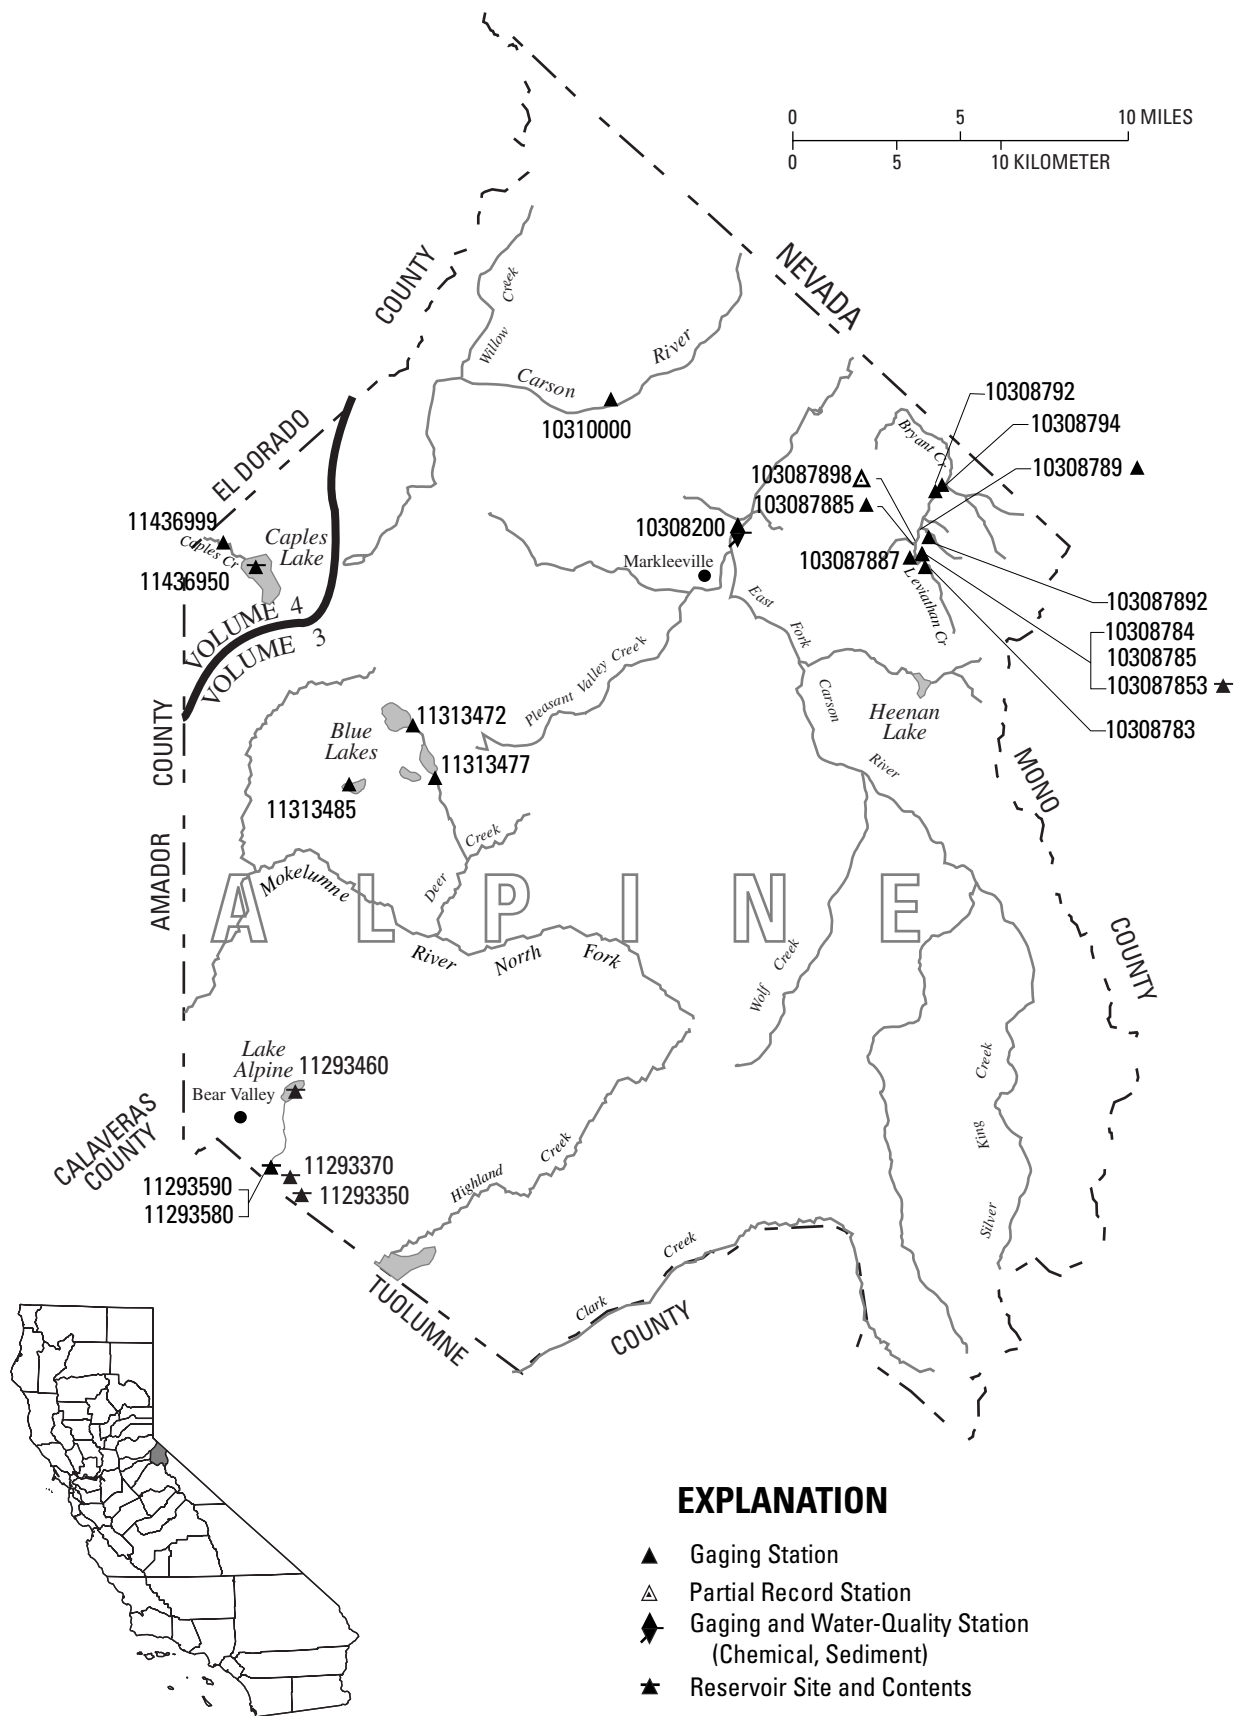 0 5 10 MILES
0 5 10 KILOMETER
NEVADA
COUNTY
EL DORADO
Willow Creek
Carson River
10310000
10308792
10308794
Bryant Cr
10308789
103087898
103087885
10308200
Markleeville
103087887
Leviathan Cr
103087892
10308784
10308785
103087853
10308783
11436999
Caples Cr
Caples
Lake
11436950
VOLUME 4
VOLUME 3
East Fork Carson River
Pleasant Valley Creek
Heenan
Lake
11313472
Blue
Lakes
11313477
11313485
MONO
COUNTY
COUNTY
AMADOR
Deer Creek
Mokelumne River North Fork
ALPINE
Wolf Creek
Silver King Creek
Lake
Alpine
11293460
Bear Valley
CALAVERAS
COUNTY
11293370
11293350
11293590
11293580
Highland Creek
Clark Creek
TUOLUMNE
COUNTY
EXPLANATION
Gaging Station
Partial Record Station
Gaging and Water-Quality Station
(Chemical, Sediment)
Reservoir Site and Contents